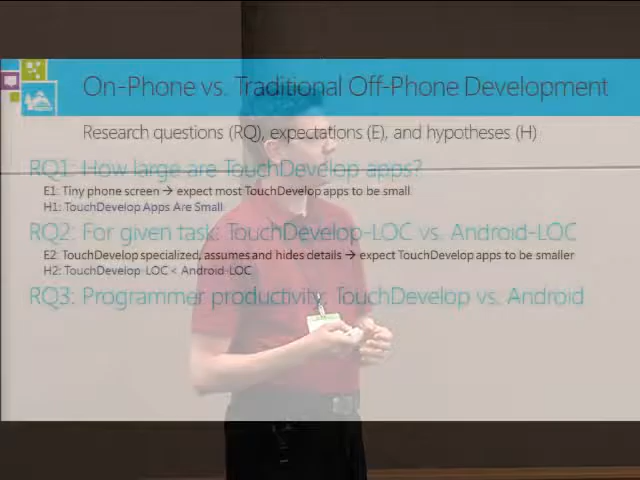 On-Phone vs. Traditional Off-Phone Development
Research questions (RQ), expectations (E), and hypotheses (H)
RQ1: How large are TouchDevelop apps?
E1: Tiny phone screen → expect most TouchDevelop apps to be small
H1: TouchDevelop Apps Are Small
RQ2: For given task: TouchDevelop-LOC vs. Android-LOC
E2: TouchDevelop specialized, assumes and hides details → expect TouchDevelop apps to be smaller
H2: TouchDevelop-LOC < Android-LOC
RQ3: Programmer productivity: TouchDevelop vs. Android